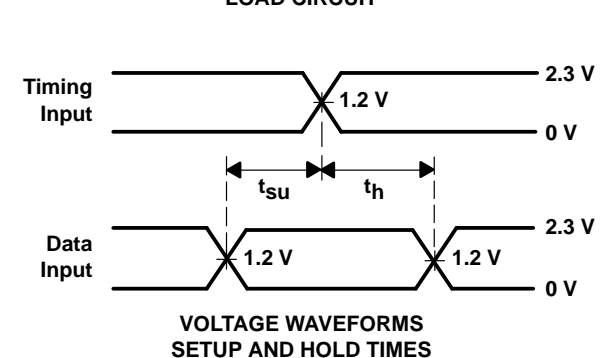 LOAD CIRCUIT
Timing
Input
2.3 V
1.2 V
0 V
tsu
th
Data
Input
2.3 V
1.2 V
1.2 V
0 V
VOLTAGE WAVEFORMS
SETUP AND HOLD TIMES